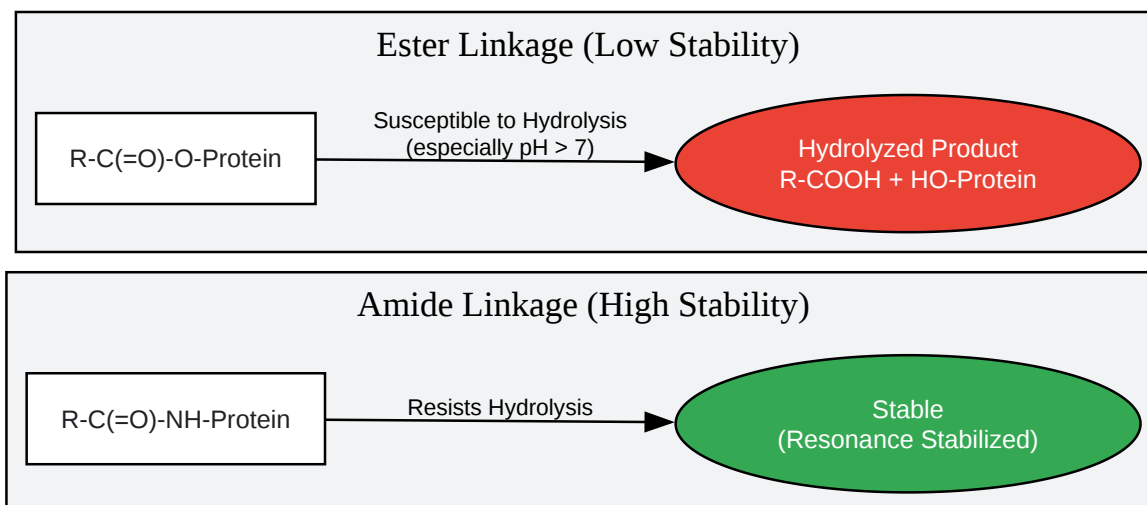 Ester Linkage (Low Stability)
R-C(=O)-O-Protein
Susceptible to Hydrolysis
(especially pH > 7)
Hydrolyzed Product
R-COOH + HO-Protein
Amide Linkage (High Stability)
R-C(=O)-NH-Protein
Resists Hydrolysis
Stable
(Resonance Stabilized)